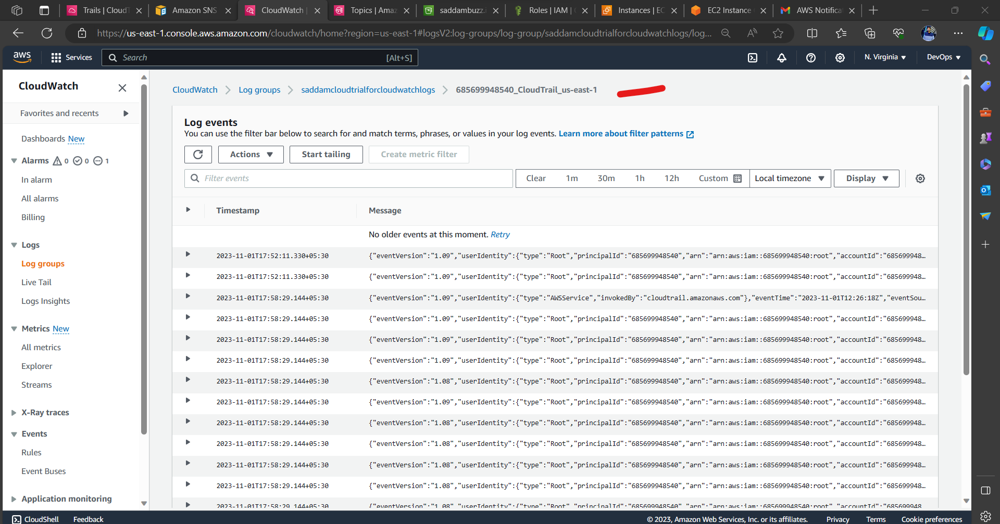 Trails | CloudT
Amazon SNS
CloudWatch |
Topics | Amaz
saddambuzz.i
Roles | IAM |
Instances | EC
EC2 Instance
AWS Notifica
https://us-east-1.console.aws.amazon.com/cloudwatch/home?region=us-east-1#logsV2:log-groups/log-group/saddamcloudtrialforcloudwatchlogs/log...
aws
Services
Search
[Alt+S]
N. Virginia
DevOps
CloudWatch
Favorites and recents
Dashboards New
Alarms 0 0 1
In alarm
All alarms
Billing
Logs
Log groups
Live Tail
Logs Insights
Metrics New
All metrics
Explorer
Streams
X-Ray traces
Events
Rules
Event Buses
Application monitoring
CloudWatch
Log groups
saddamcloudtrialforcloudwatchlogs
685699948540_CloudTrail_us-east-1
Log events
You can use the filter bar below to search for and match terms, phrases, or values in your log events. Learn more about filter patterns
Actions
Start tailing
Create metric filter
Filter events
Clear 1m 30m 1h 12h Custom
Local timezone
Display
Timestamp Message
No older events at this moment. Retry
2023-11-01T17:52:11.330+05:30 {"eventVersion":"1.09","userIdentity":{"type":"Root","principalId":"685699948540","arn":"arn:aws:iam::685699948540:root","accountId":"685699948…
2023-11-01T17:52:11.330+05:30 {"eventVersion":"1.09","userIdentity":{"type":"Root","principalId":"685699948540","arn":"arn:aws:iam::685699948540:root","accountId":"685699948…
2023-11-01T17:58:29.144+05:30 {"eventVersion":"1.09","userIdentity":{"type":"AWSService","invokedBy":"cloudtrail.amazonaws.com"},"eventTime":"2023-11-01T12:26:18Z","eventSou…
2023-11-01T17:58:29.144+05:30 {"eventVersion":"1.09","userIdentity":{"type":"Root","principalId":"685699948540","arn":"arn:aws:iam::685699948540:root","accountId":"685699948…
2023-11-01T17:58:29.144+05:30 {"eventVersion":"1.09","userIdentity":{"type":"Root","principalId":"685699948540","arn":"arn:aws:iam::685699948540:root","accountId":"685699948…
2023-11-01T17:58:29.144+05:30 {"eventVersion":"1.09","userIdentity":{"type":"Root","principalId":"685699948540","arn":"arn:aws:iam::685699948540:root","accountId":"685699948…
2023-11-01T17:58:29.144+05:30 {"eventVersion":"1.08","userIdentity":{"type":"Root","principalId":"685699948540","arn":"arn:aws:iam::685699948540:root","accountId":"685699948…
2023-11-01T17:58:29.144+05:30 {"eventVersion":"1.09","userIdentity":{"type":"Root","principalId":"685699948540","arn":"arn:aws:iam::685699948540:root","accountId":"685699948…
2023-11-01T17:58:29.144+05:30 {"eventVersion":"1.08","userIdentity":{"type":"Root","principalId":"685699948540","arn":"arn:aws:iam::685699948540:root","accountId":"685699948…
2023-11-01T17:58:29.144+05:30 {"eventVersion":"1.08","userIdentity":{"type":"Root","principalId":"685699948540","arn":"arn:aws:iam::685699948540:root","accountId":"685699948…
2023-11-01T17:58:29.144+05:30 {"eventVersion":"1.08","userIdentity":{"type":"Root","principalId":"685699948540","arn":"arn:aws:iam::685699948540:root","accountId":"685699948…
2023-11-01T17:58:29.144+05:30 {"eventVersion":"1.08","userIdentity":{"type":"Root","principalId":"685699948540","arn":"arn:aws:iam::685699948540:root","accountId":"685699948…
2023-11-01T17:58:29.144+05:30 {"eventVersion":"1.08","userIdentity":{"type":"Root","principalId":"685699948540","arn":"arn:aws:iam::685699948540:root","accountId":"685699948…
CloudShell
Feedback
© 2023, Amazon Web Services, Inc. or its affiliates.
Privacy
Terms
Cookie preferences